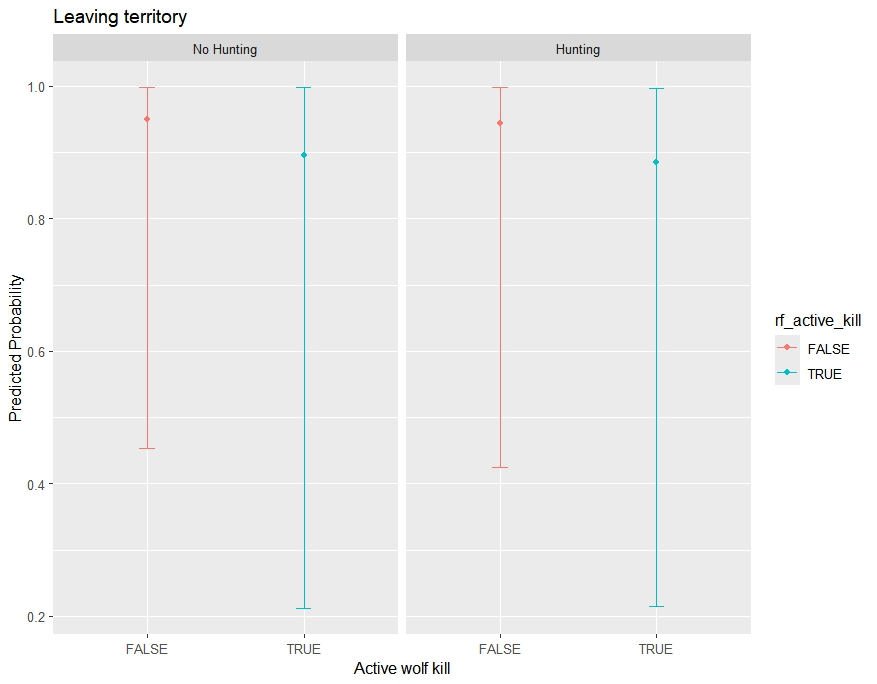 Leaving territory
No Hunting
Hunting
1.0
0.8
0.6
0.4
0.2
Predicted Probability
FALSE
TRUE
FALSE
TRUE
Active wolf kill
rf_active_kill
FALSE
TRUE